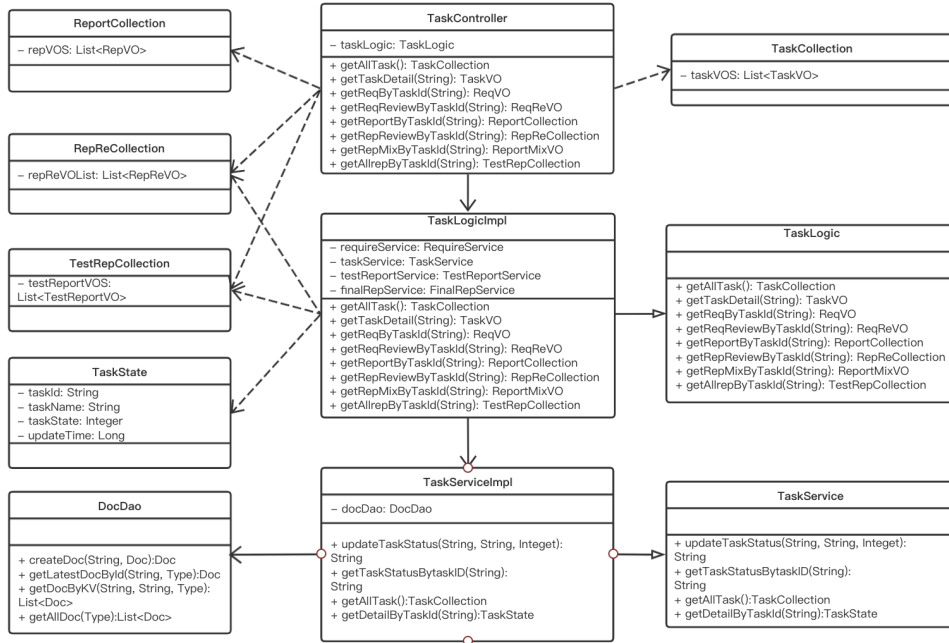 ReportCollection
– repVOS: List<RepVO>
RepReCollection
– repReVOList: List<RepReVO>
TestRepCollection
– testReportVOS:
List<TestReportVO>
TaskState
– taskId: String
– taskName: String
– taskState: Integer
– updateTime: Long
DocDao
+ createDoc(String, Doc):Doc
+ getLatestDocById(String, Type):Doc
+ getDocByKV(String, String, Type):
List<Doc>
+ getAllDoc(Type):List<Doc>
TaskController
– taskLogic: TaskLogic
+ getAllTask(): TaskCollection
+ getTaskDetail(String): TaskVO
+ getReqByTaskId(String): ReqVO
+ getReqReviewByTaskId(String): ReqReVO
+ getReportByTaskId(String): ReportCollection
+ getRepReviewByTaskId(String): RepReCollection
+ getRepMixByTaskId(String): ReportMixVO
+ getAllrepByTaskId(String): TestRepCollection
TaskLogicImpl
– requireService: RequireService
– taskService: TaskService
– testReportService: TestReportService
– finalRepService: FinalRepService
+ getAllTask(): TaskCollection
+ getTaskDetail(String): TaskVO
+ getReqByTaskId(String): ReqVO
+ getReqReviewByTaskId(String): ReqReVO
+ getReportByTaskId(String): ReportCollection
+ getRepReviewByTaskId(String): RepReCollection
+ getRepMixByTaskId(String): ReportMixVO
+ getAllrepByTaskId(String): TestRepCollection
TaskServiceImpl
– docDao: DocDao
+ updateTaskStatus(String, String, Integet):
String
+ getTaskStatusBytaskID(String):
String
+ getAllTask():TaskCollection
+ getDetailByTaskId(String):TaskState
TaskCollection
– taskVOS: List<TaskVO>
TaskLogic
+ getAllTask(): TaskCollection
+ getTaskDetail(String): TaskVO
+ getReqByTaskId(String): ReqVO
+ getReqReviewByTaskId(String): ReqReVO
+ getReportByTaskId(String): ReportCollection
+ getRepReviewByTaskId(String): RepReCollection
+ getRepMixByTaskId(String): ReportMixVO
+ getAllrepByTaskId(String): TestRepCollection
TaskService
+ updateTaskStatus(String, String, Integet):
String
+ getTaskStatusBytaskID(String):
String
+ getAllTask():TaskCollection
+ getDetailByTaskId(String):TaskState